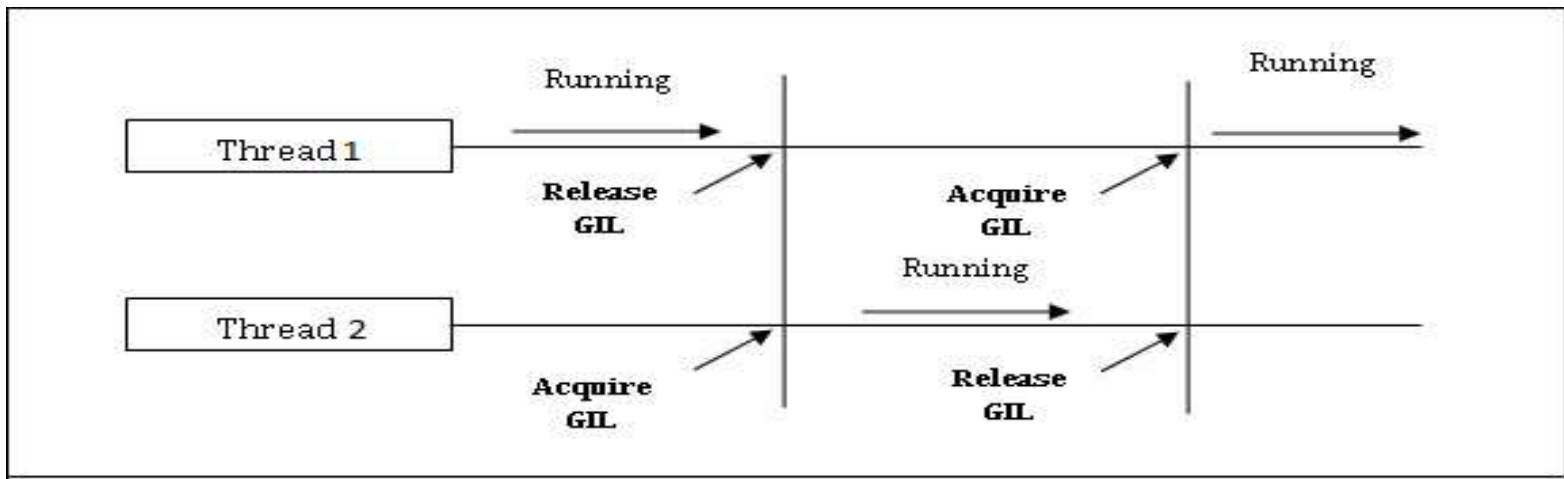 Running
Running
Thread 1
Release
GIL
Acquire
GIL
Running
Thread 2
Acquire
GIL
Release
GIL